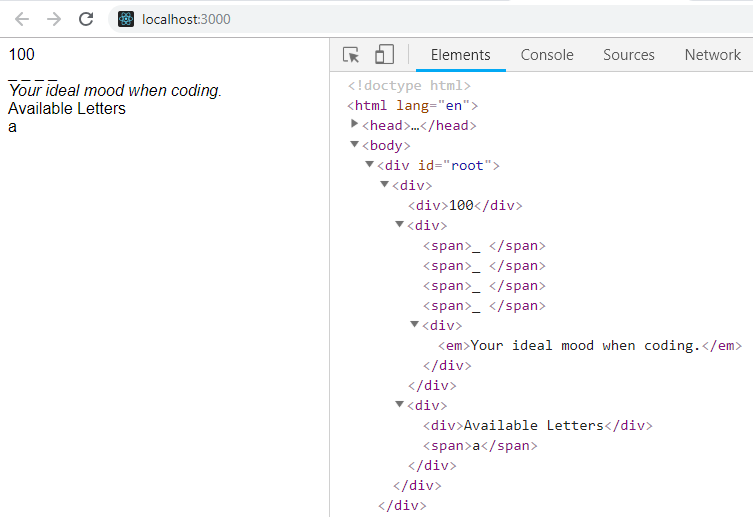 localhost:3000
100
_ _ _ _
Your ideal mood when coding.
Available Letters
a
Elements Console Sources Network
<!doctype html>
<html lang="en">
<head>…</head>
<body>
<div id="root">
<div>
<div>100</div>
<div>
<span>_ </span>
<span>_ </span>
<span>_ </span>
<span>_ </span>
<div>
<em>Your ideal mood when coding.</em>
</div>
</div>
<div>
<div>Available Letters</div>
<span>a</span>
</div>
</div>
</div>